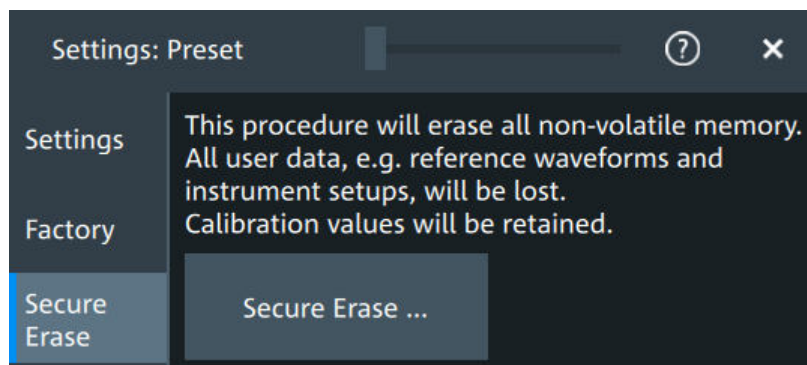 Settings: Preset
?
×
Settings
This procedure will erase all non-volatile memory.
All user data, e.g. reference waveforms and
instrument setups, will be lost.
Calibration values will be retained.
Factory
Secure
Erase
Secure Erase ...